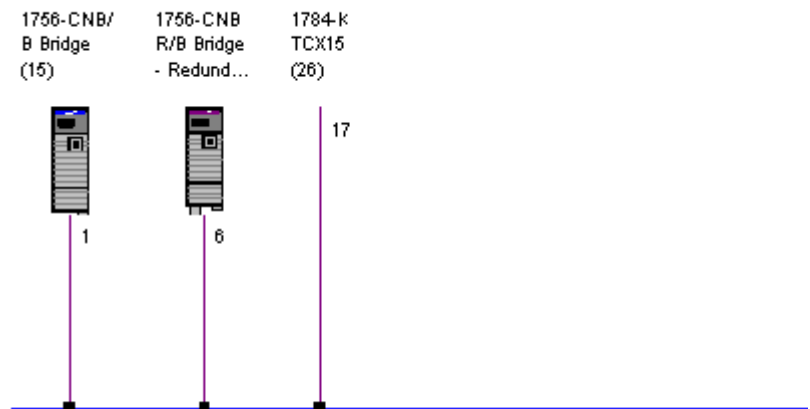 1756-CNB/
B Bridge
(15)
1756-CNB
R/B Bridge
- Redund...
1784-K
TCX15
(26)
17
1
6